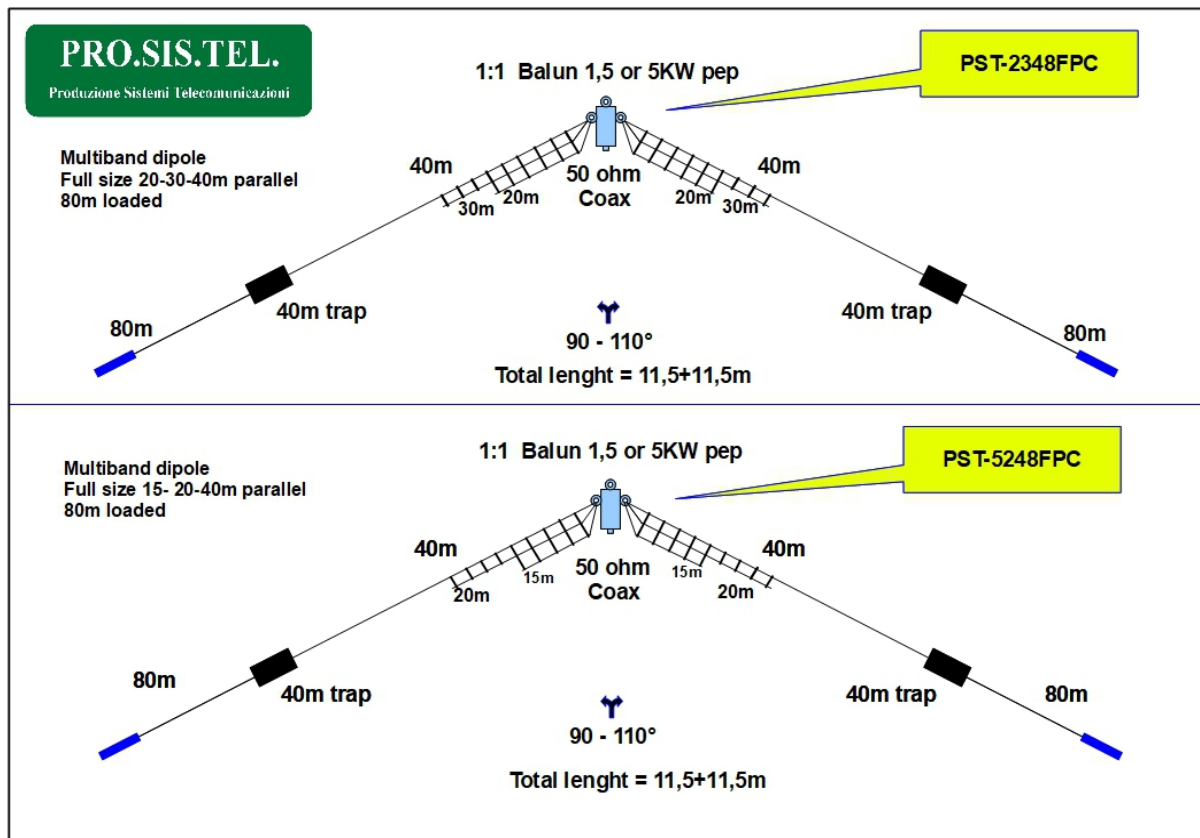 PRO.SIS.TEL.
Produzione Sistemi Telecomunicazioni
1:1 Balun 1,5 or 5KW pep
PST-2348FPC
Multiband dipole
Full size 20-30-40m parallel
80m loaded
40m
30m
20m
50 ohm
Coax
40m
20m
30m
40m trap
40m trap
80m
80m
90 - 110°
Total lenght = 11,5+11,5m
1:1 Balun 1,5 or 5KW pep
PST-5248FPC
Multiband dipole
Full size 15- 20-40m parallel
80m loaded
40m
20m
15m
50 ohm
Coax
40m
15m
20m
80m
40m trap
40m trap
80m
90 - 110°
Total lenght = 11,5+11,5m